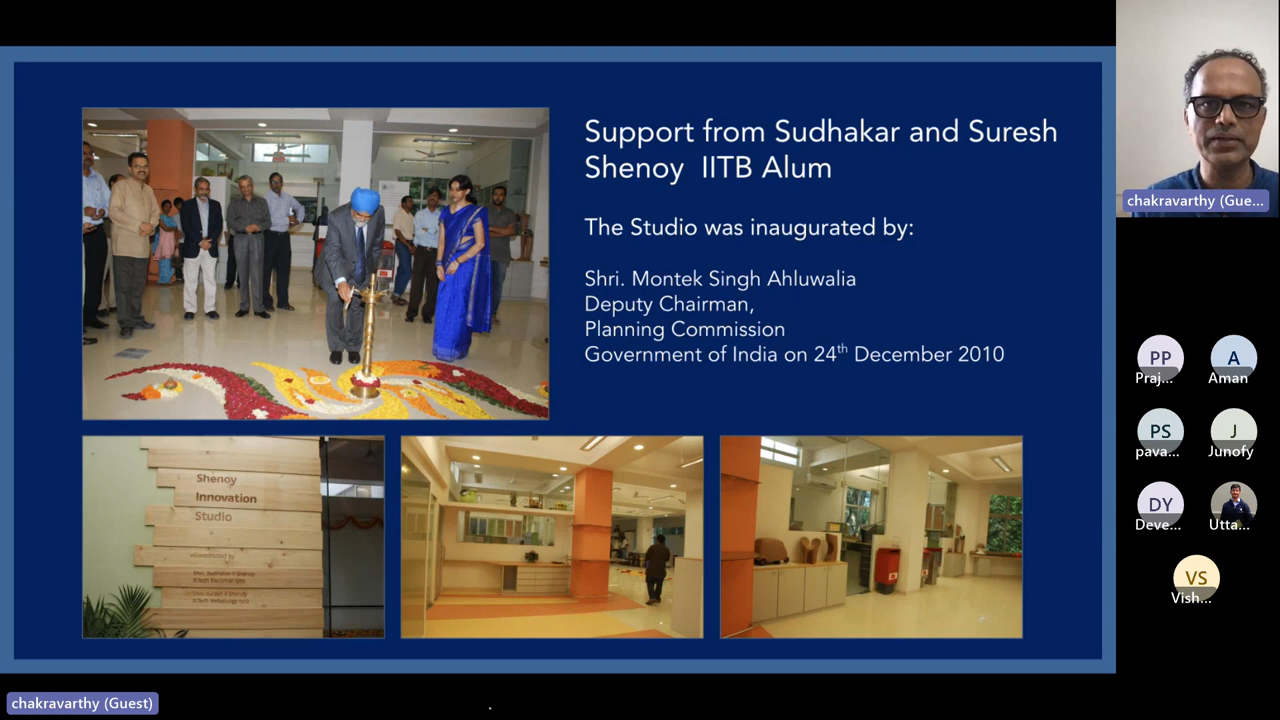 Support from Sudhakar and Suresh
Shenoy IITB Alum
The Studio was inaugurated by:
Shri. Montek Singh Ahluwalia
Deputy Chairman,
Planning Commission
Government of India on 24th December 2010
Shenoy
Innovation
Studio
chakravarthy (Gue...
PP
Praj...
A
Aman
PS
pava...
J
Junofy
DY
Deve...
Utta...
VS
Vish...
chakravarthy (Guest)